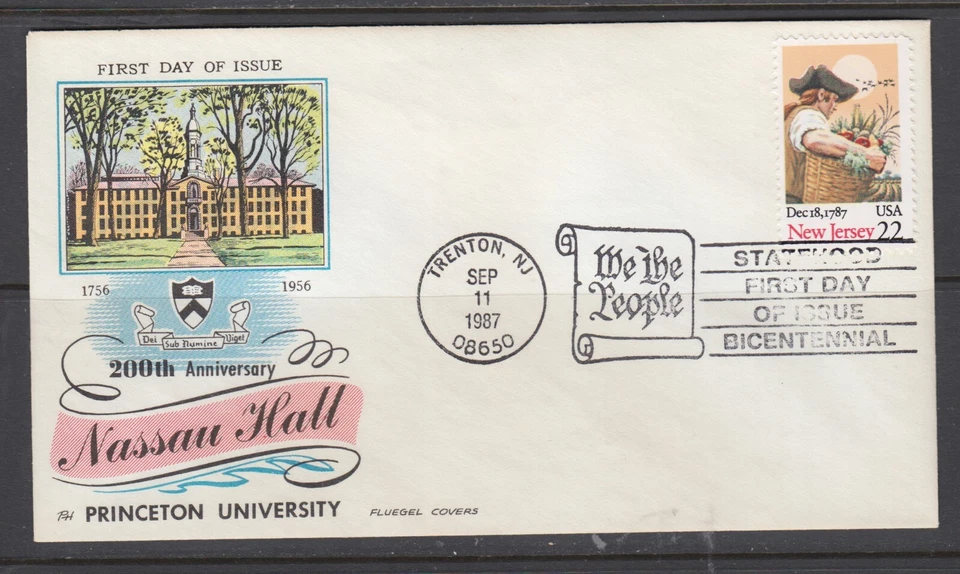 FIRST DAY OF ISSUE
1756 1956
Dei Sub Numine Viget
200th Anniversary
Nassau Hall
PH PRINCETON UNIVERSITY FLUEGEL COVERS
TRENTON, NJ
SEP
11
1987
08650
We the
People
STATEHOOD
FIRST DAY
OF ISSUE
BICENTENNIAL
Dec 18, 1787 USA
New Jersey 22